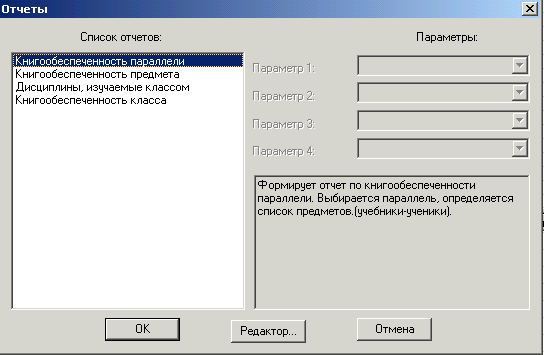 Отчеты
Список отчетов:
Книгообеспеченность параллели
Книгообеспеченность предмета
Дисциплины, изучаемые классом
Книгообеспеченность класса
Параметры:
Параметр 1:
Параметр 2:
Параметр 3:
Параметр 4:
Формирует отчет по книгообеспеченности
параллели. Выбирается параллель, определяется
список предметов.(учебники-ученики).
OK
Редактор...
Отмена